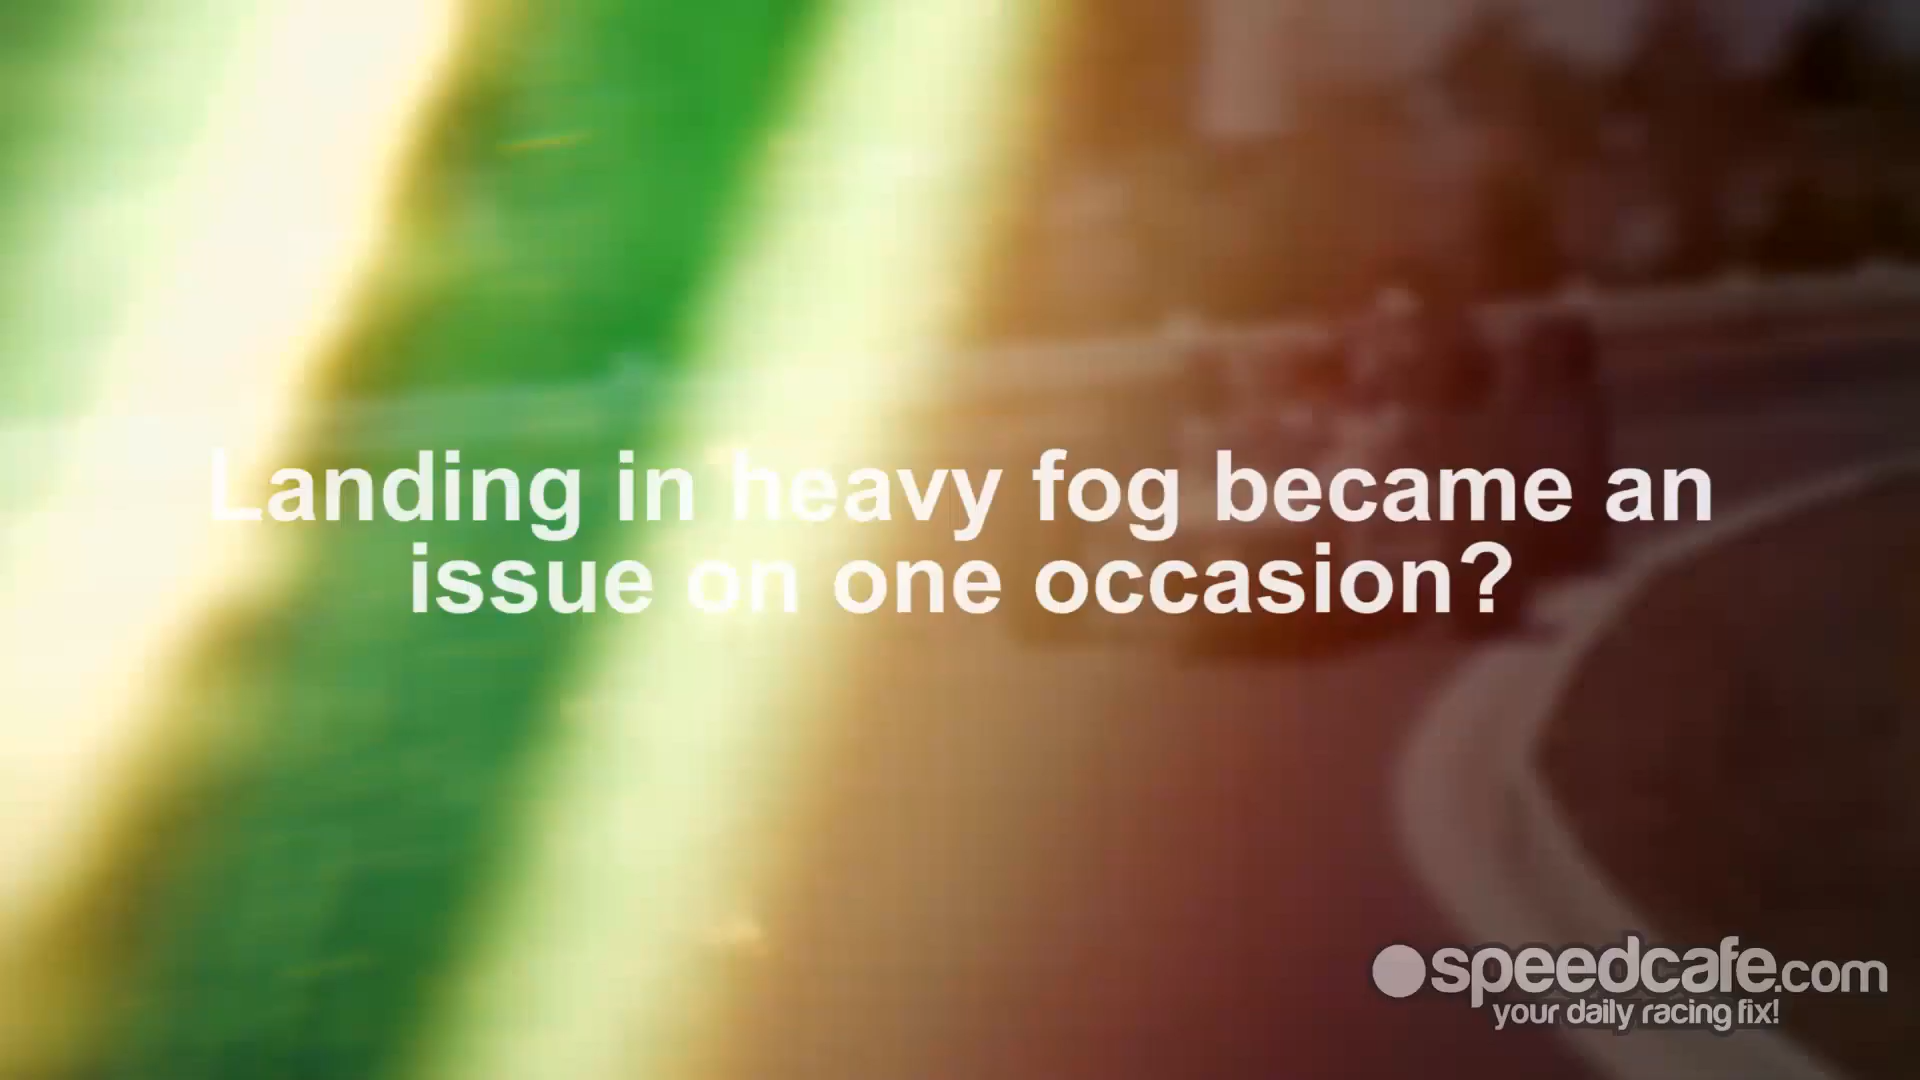 Landing in heavy fog became an
issue on one occasion?
speedcafe.com
your daily racing fix!